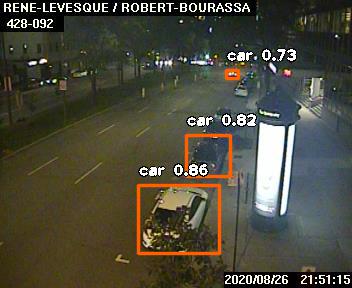 RENE-LEVESQUE / ROBERT-BOURASSA
428-092
car 0.73
car 0.82
car 0.86
2020/08/26 21:51:15